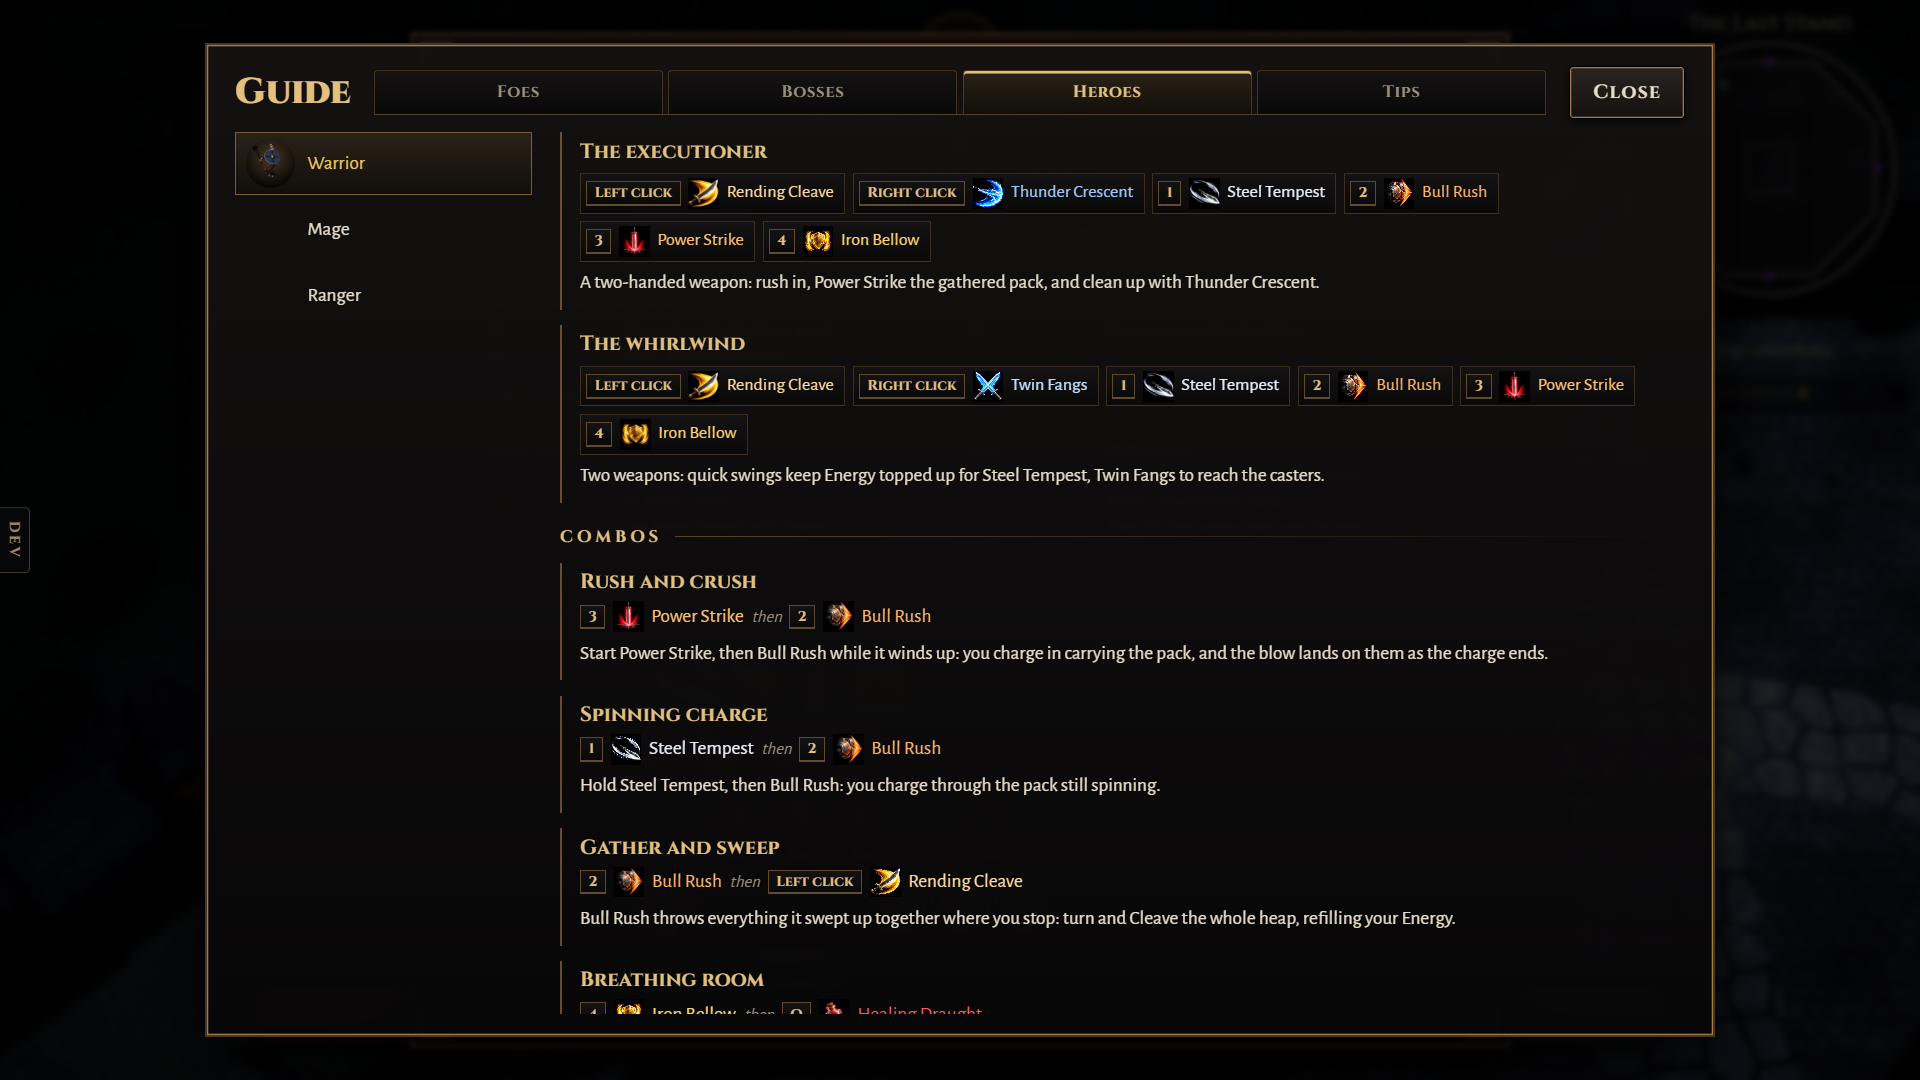 THE LAST STAND
GUIDE
FOES
BOSSES
HEROES
TIPS
CLOSE
Warrior
Mage
Ranger
THE EXECUTIONER
LEFT CLICK Rending Cleave RIGHT CLICK Thunder Crescent 1 Steel Tempest 2 Bull Rush
3 Power Strike 4 Iron Bellow
A two-handed weapon: rush in, Power Strike the gathered pack, and clean up with Thunder Crescent.
THE WHIRLWIND
LEFT CLICK Rending Cleave RIGHT CLICK Twin Fangs 1 Steel Tempest 2 Bull Rush 3 Power Strike
4 Iron Bellow
Two weapons: quick swings keep Energy topped up for Steel Tempest, Twin Fangs to reach the casters.
COMBOS
RUSH AND CRUSH
3 Power Strike then 2 Bull Rush
Start Power Strike, then Bull Rush while it winds up: you charge in carrying the pack, and the blow lands on them as the charge ends.
SPINNING CHARGE
1 Steel Tempest then 2 Bull Rush
Hold Steel Tempest, then Bull Rush: you charge through the pack still spinning.
GATHER AND SWEEP
2 Bull Rush then LEFT CLICK Rending Cleave
Bull Rush throws everything it swept up together where you stop: turn and Cleave the whole heap, refilling your Energy.
BREATHING ROOM
4 Iron Bellow then Q Healing Draught
DEV